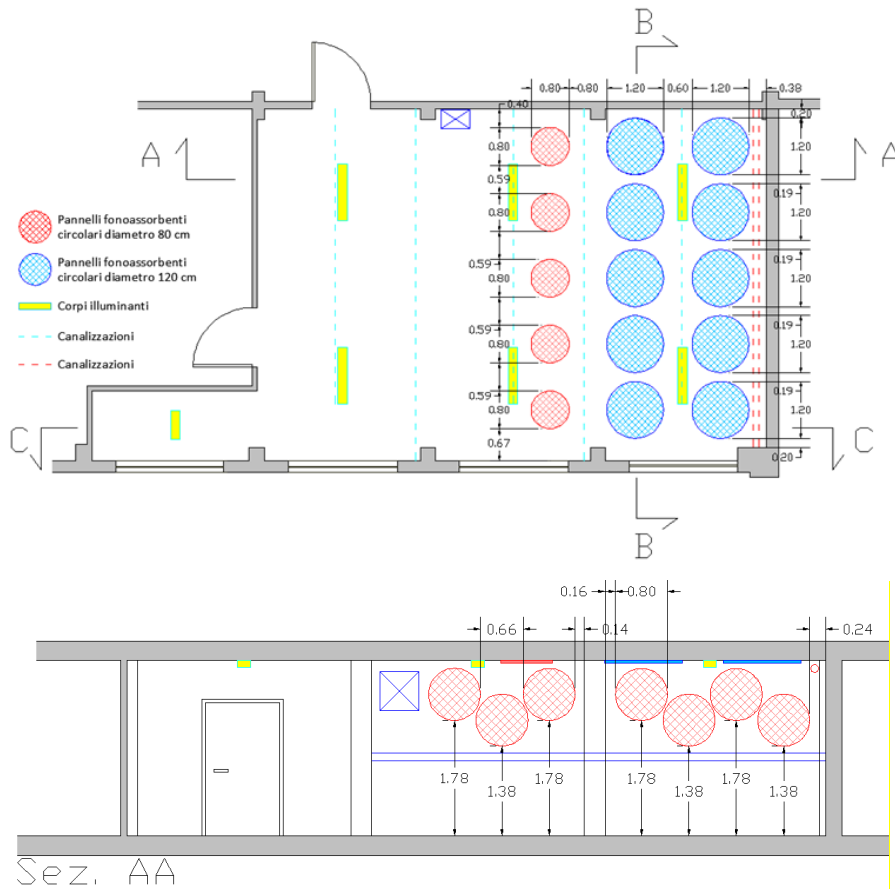 B
0.80
0.80
1.20
0.60
1.20
0.38
0.40
0.20
A
A
0.80
1.20
0.59
0.19
Pannelli fonoassorbenti
circolari diametro 80 cm
0.80
1.20
Pannelli fonoassorbenti
circolari diametro 120 cm
0.59
0.19
0.80
1.20
Corpi illuminanti
0.59
0.19
Canalizzazioni
0.80
1.20
Canalizzazioni
0.59
0.19
0.80
1.20
C
0.67
C
0.20
B
0.16
0.80
0.66
0.14
0.24
1.78
1.38
1.78
1.78
1.38
1.78
1.38
Sez. AA